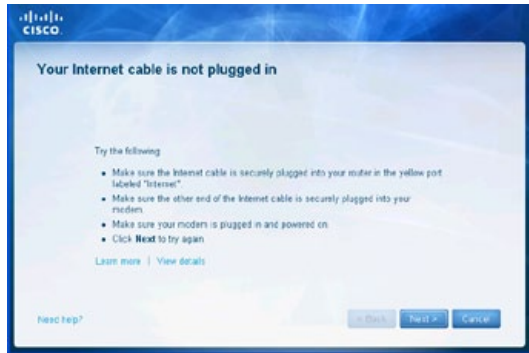 CISCO
Your Internet cable is not plugged in
Try the following
• Make sure the Internet cable is securely plugged into your router in the yellow port
labeled "Internet".
• Make sure the other end of the Internet cable is securely plugged into your
modem.
• Make sure your modem is plugged in and powered on
• Click Next to try again
Learn more | View details
Need help?
< Back
Next >
Cancel